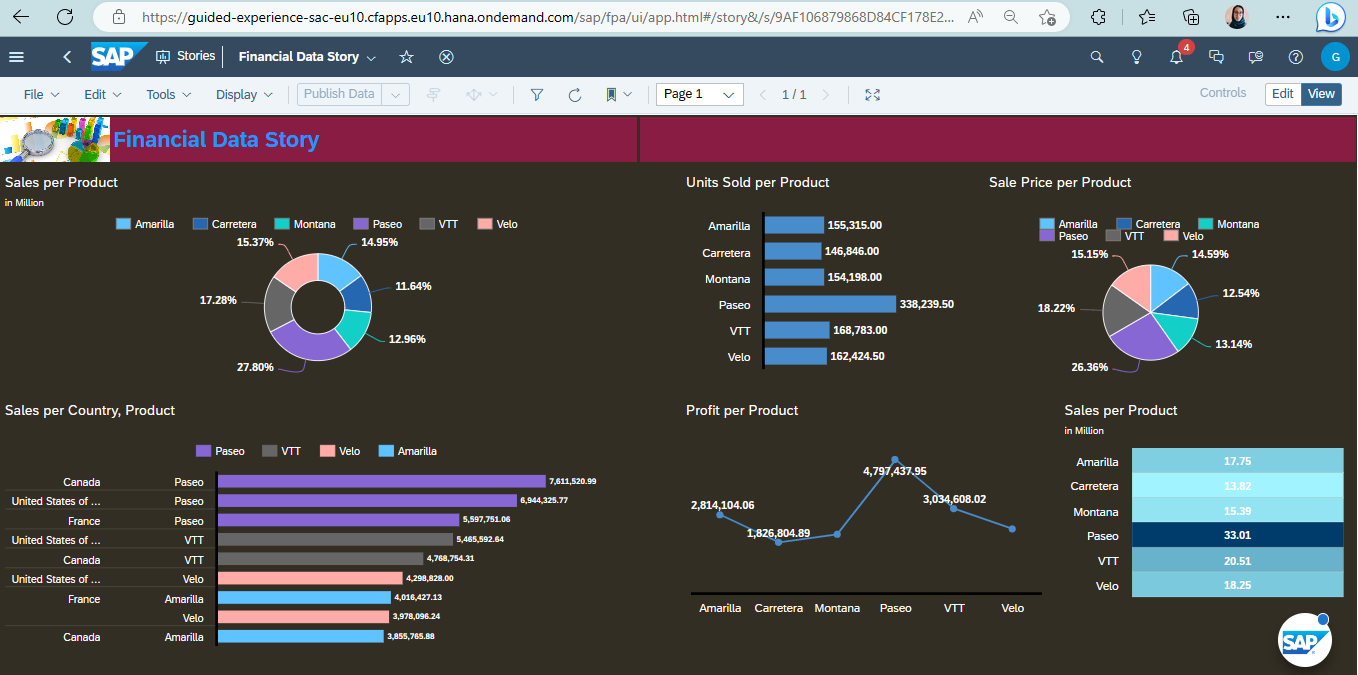 https://guided-experience-sac-eu10.cfapps.eu10.hana.ondemand.com/sap/fpa/ui/app.html#/story&/s/9AF106879868D84CF178E2...
SAP Stories Financial Data Story 4 G
File Edit Tools Display Publish Data Page 1 1 / 1 Controls Edit View
Financial Data Story
Sales per Product
in Million
Amarilla Carretera Montana Paseo VTT Velo
15.37% 14.95%
11.64%
17.28%
12.96%
27.80%
Units Sold per Product
Amarilla 155,315.00
Carretera 146,846.00
Montana 154,198.00
Paseo 338,239.50
VTT 168,783.00
Velo 162,424.50
Sale Price per Product
Amarilla Carretera Montana
Paseo VTT Velo
15.15% 14.59%
12.54%
18.22%
13.14%
26.36%
Sales per Country, Product
Paseo VTT Velo Amarilla
Canada Paseo 7,611,520.99
United States of ... Paseo 6,944,325.77
France Paseo 5,597,751.06
United States of ... VTT 5,465,592.64
Canada VTT 4,768,754.31
United States of ... Velo 4,298,828.00
France Amarilla 4,016,427.13
Velo 3,978,096.24
Canada Amarilla 3,855,765.88
Profit per Product
4,797,437.95
2,814,104.06 3,034,608.02
1,826,804.89
Amarilla Carretera Montana Paseo VTT Velo
Sales per Product
in Million
Amarilla 17.75
Carretera 13.82
Montana 15.39
Paseo 33.01
VTT 20.51
Velo 18.25
SAP